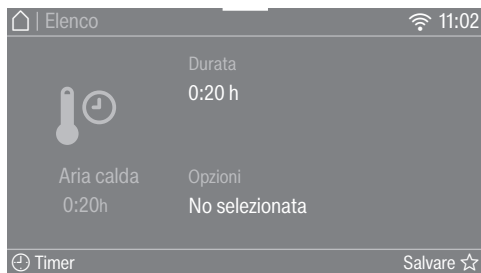 | Elenco 11:02
Durata
0:20 h
Aria calda
0:20h
Opzioni
No selezionata
Timer Salvare